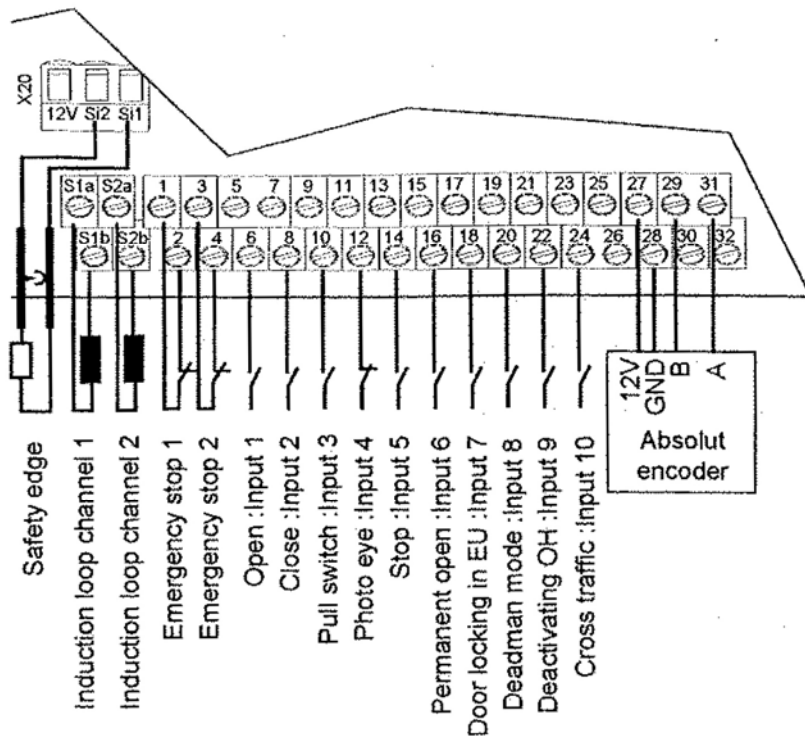 X20
12V Si2 Si1
S1a S2a 1 3 5 7 9 11 13 15 17 19 21 23 25 27 29 31
S1b S2b 2 4 6 8 10 12 14 16 18 20 22 24 26 28 30 32
Safety edge
Induction loop channel 1
Induction loop channel 2
Emergency stop 1
Emergency stop 2
Open :Input 1
Close :Input 2
Pull switch :Input 3
Photo eye :Input 4
Stop :Input 5
Permanent open :Input 6
Door locking in EU :Input 7
Deadman mode :Input 8
Deactivating OH :Input 9
Cross traffic :Input 10
12V
GND
B
A
Absolut
encoder